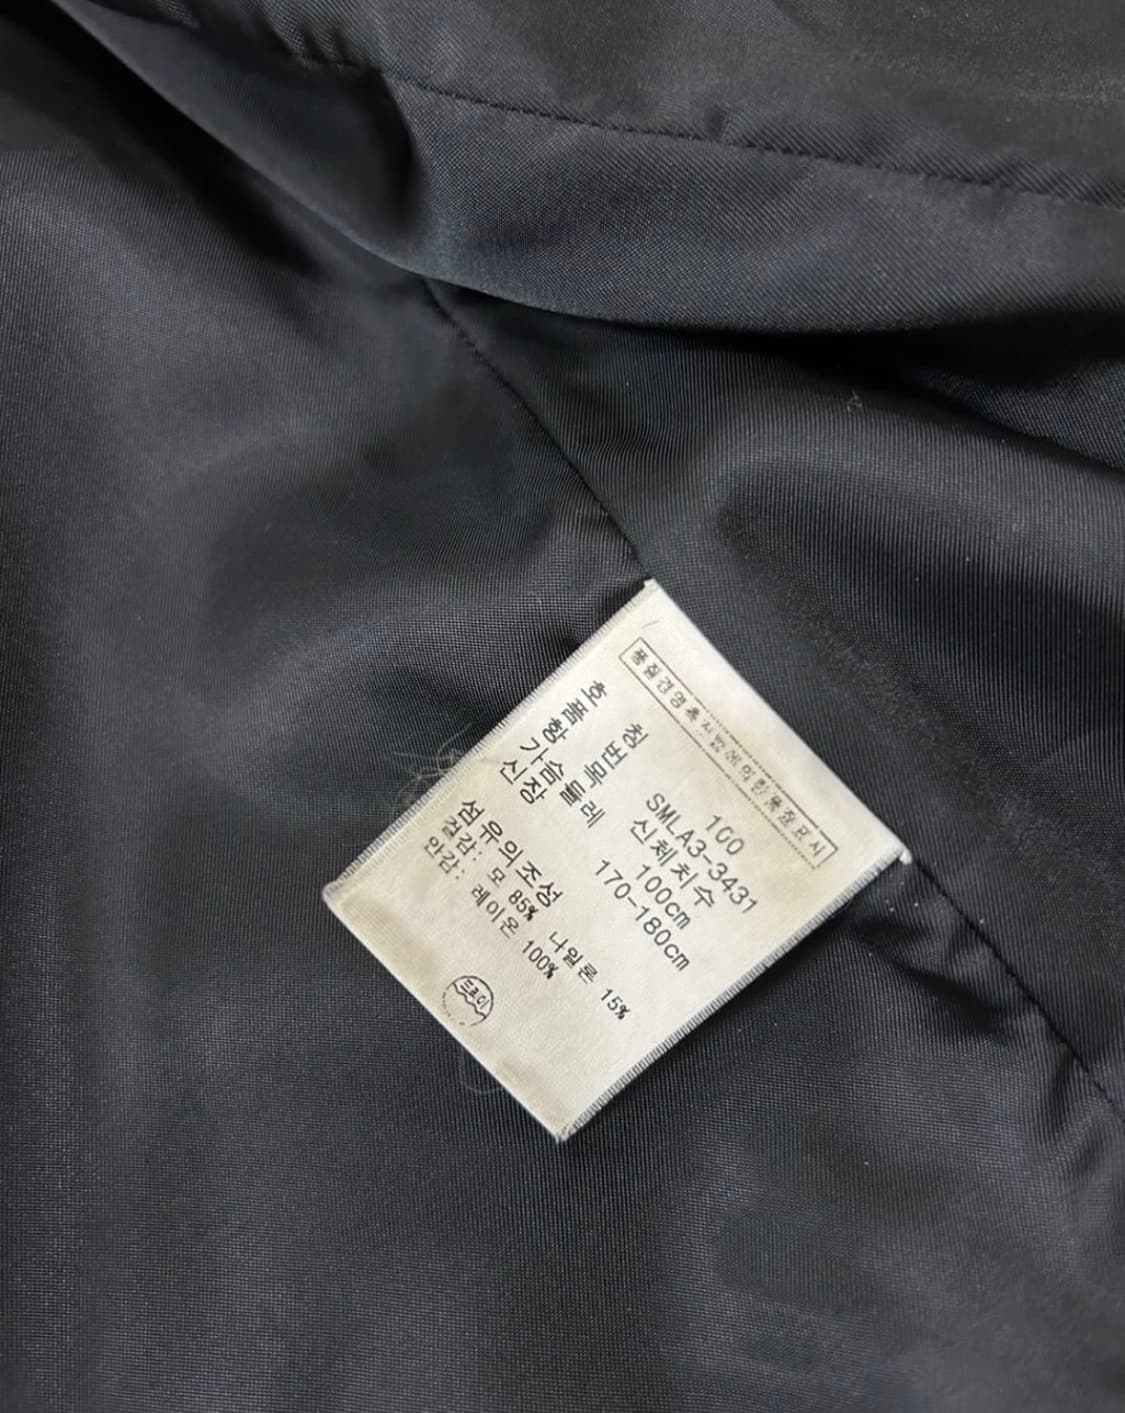 품질경영촉진법에의한품질표시
호 칭 100
품 번 SMLA3-3431
항 목 신체치수
가슴둘레 100cm
신장 170-180cm
섬유의조성
겉감: 모 85% 나일론 15%
안감: 레이온 100%